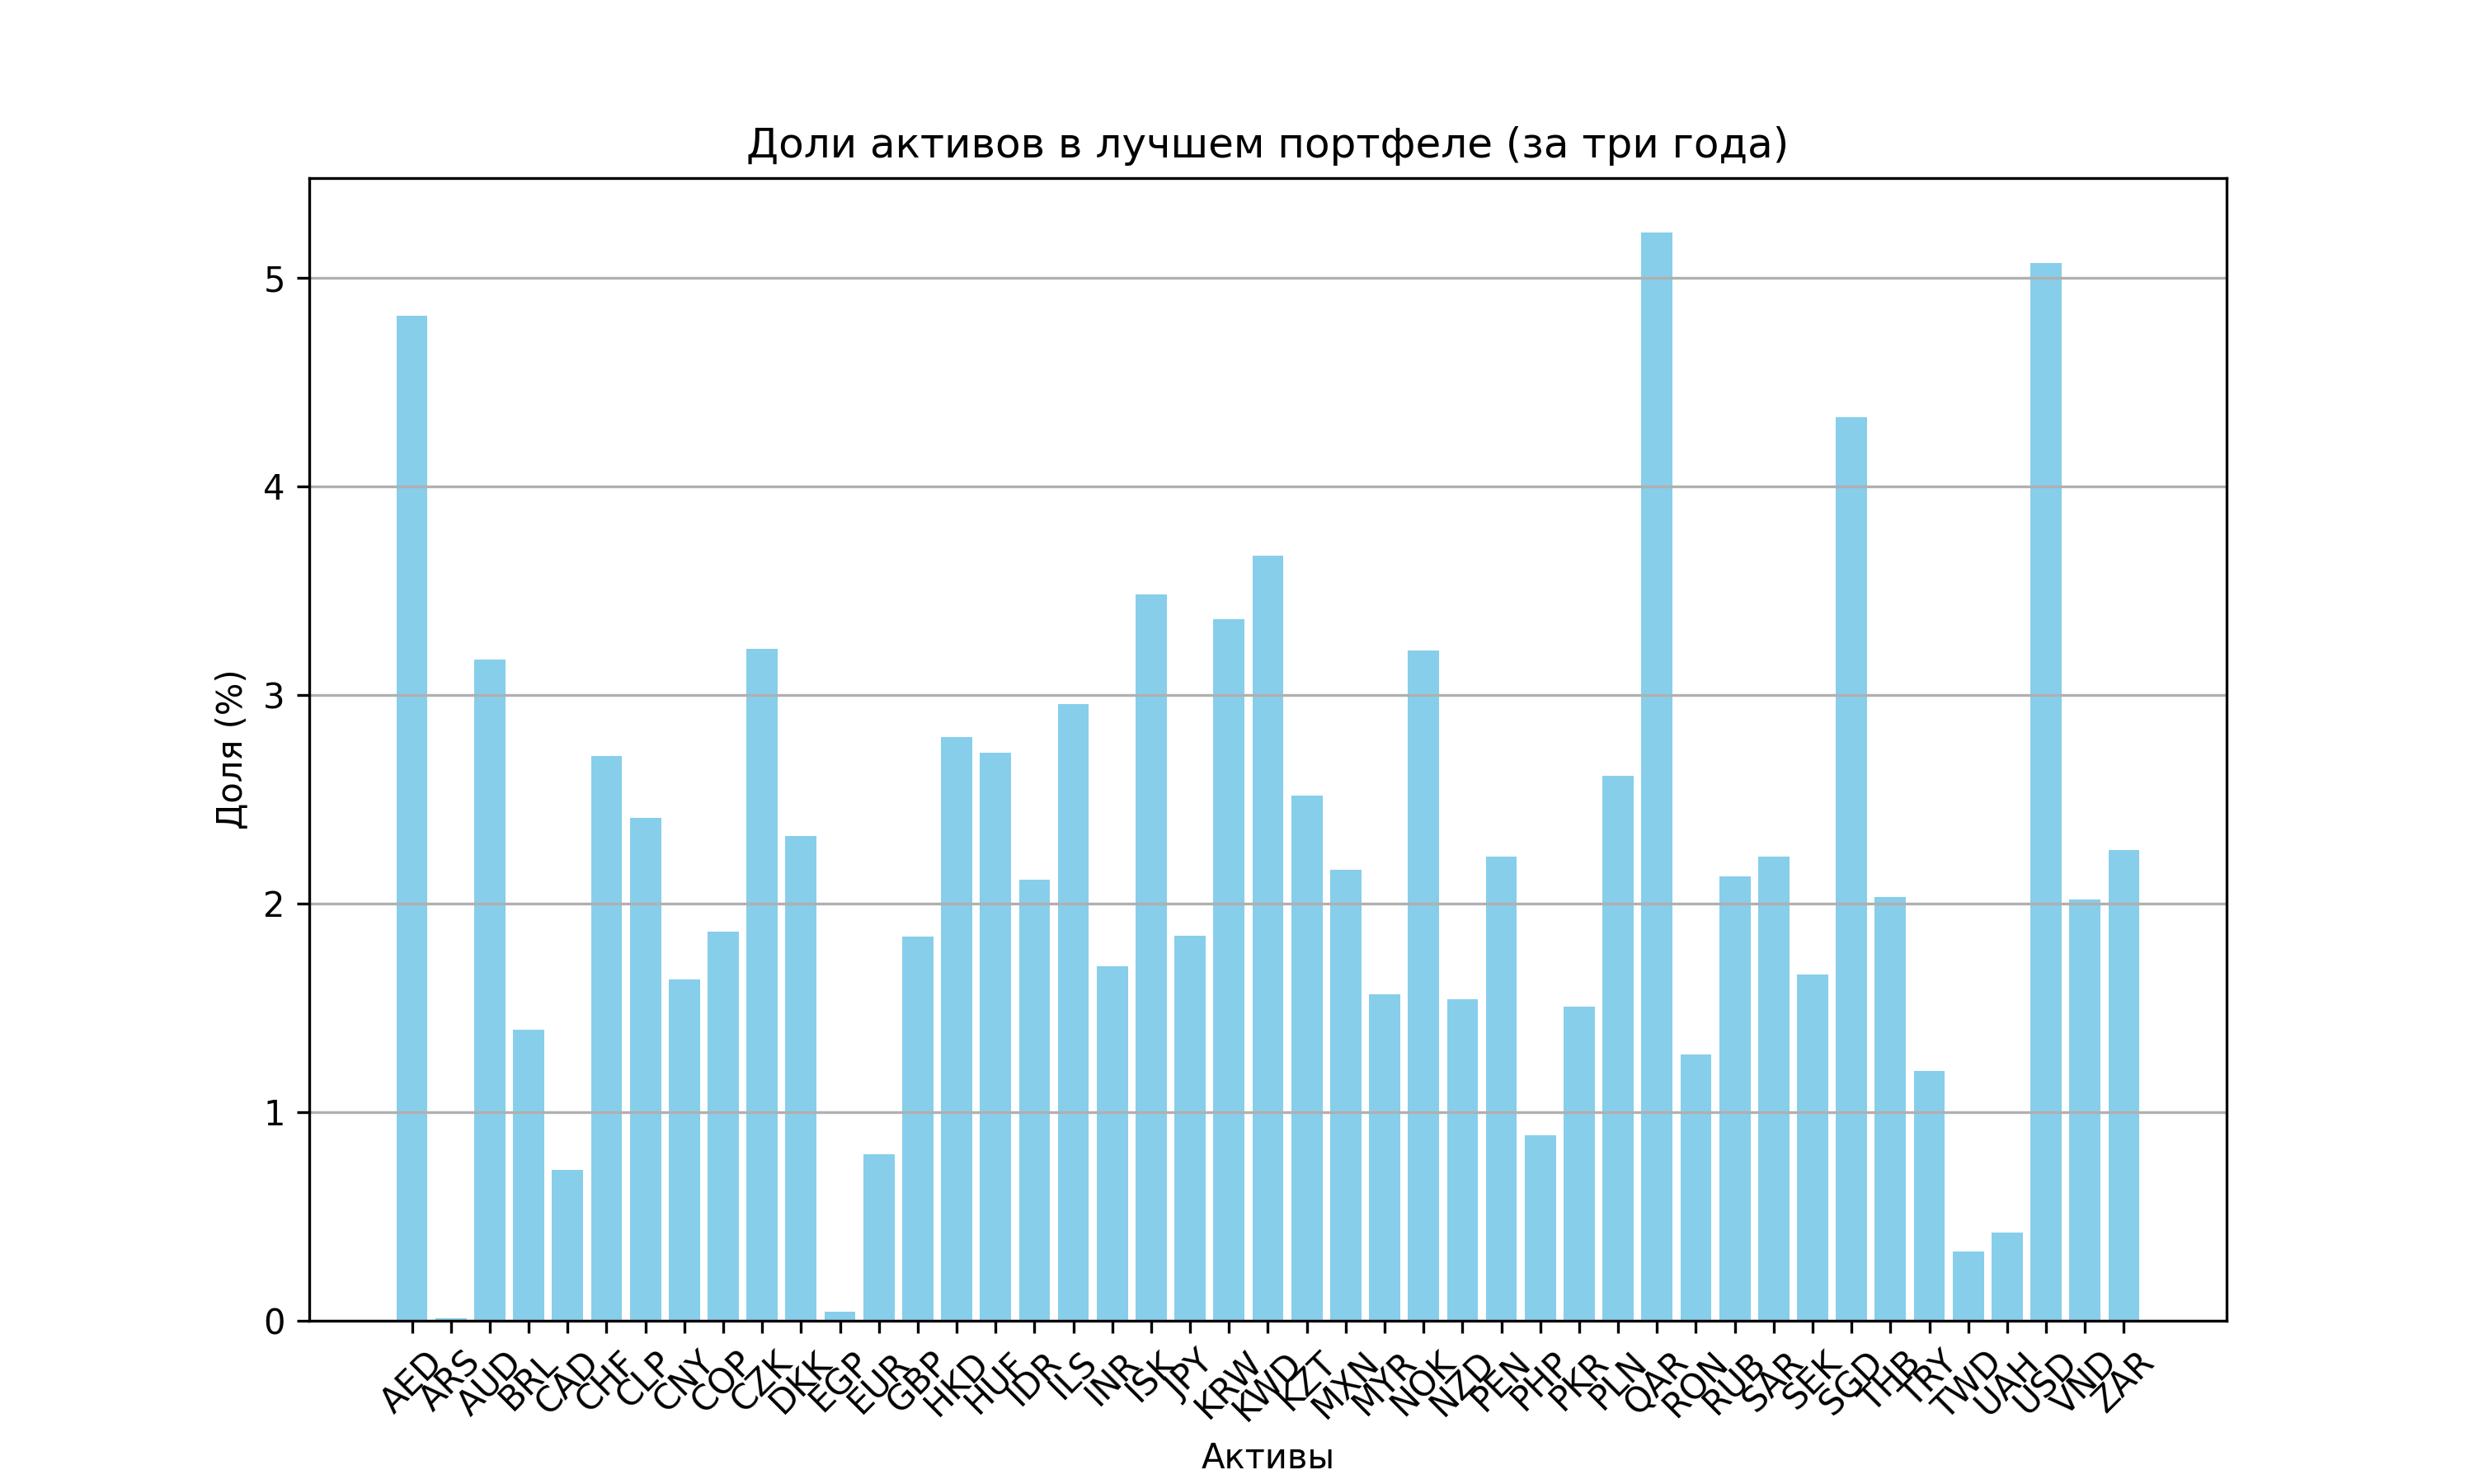 Доли активов в лучшем портфеле (за три года)
Доля (%)
5
4
3
2
1
0
AED
ARS
AUD
BRL
CAD
CHF
CLP
CNY
COP
CZK
DKK
EGP
EUR
GBP
HKD
HUF
IDR
ILS
INR
ISK
JPY
KRW
KWD
KZT
MXN
MYR
NOK
NZD
PEN
PHP
PKR
PLN
QAR
RON
RUB
SAR
SEK
SGD
THB
TRY
TWD
UAH
USD
VND
ZAR
Активы